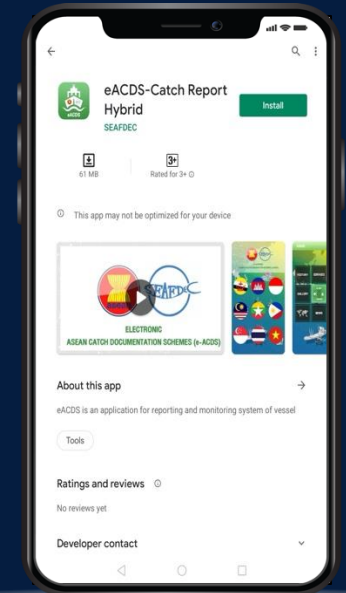 eACDS-Catch Report
Hybrid
SEAFDEC
Install
eACDS
61 MB
3+
Rated for 3+
This app may not be optimized for your device
SEAFDEC
ELECTRONIC
ASEAN CATCH DOCUMENTATION SCHEMES (e-ACDS)
About this app
eACDS is an application for reporting and monitoring system of vessel
Tools
Ratings and reviews
No reviews yet
Developer contact